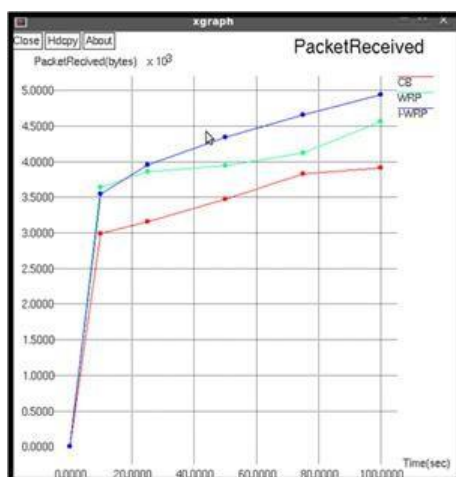 xgraph
Close Hdcpy About
PacketReceived
PacketRecived(bytes) x 10³
CB
WRP
I-WRP
5.0000
4.5000
4.0000
3.5000
3.0000
2.5000
2.0000
1.5000
1.0000
0.5000
0.0000
Time(sec)
0.0000 20.0000 40.0000 60.0000 80.0000 100.0000